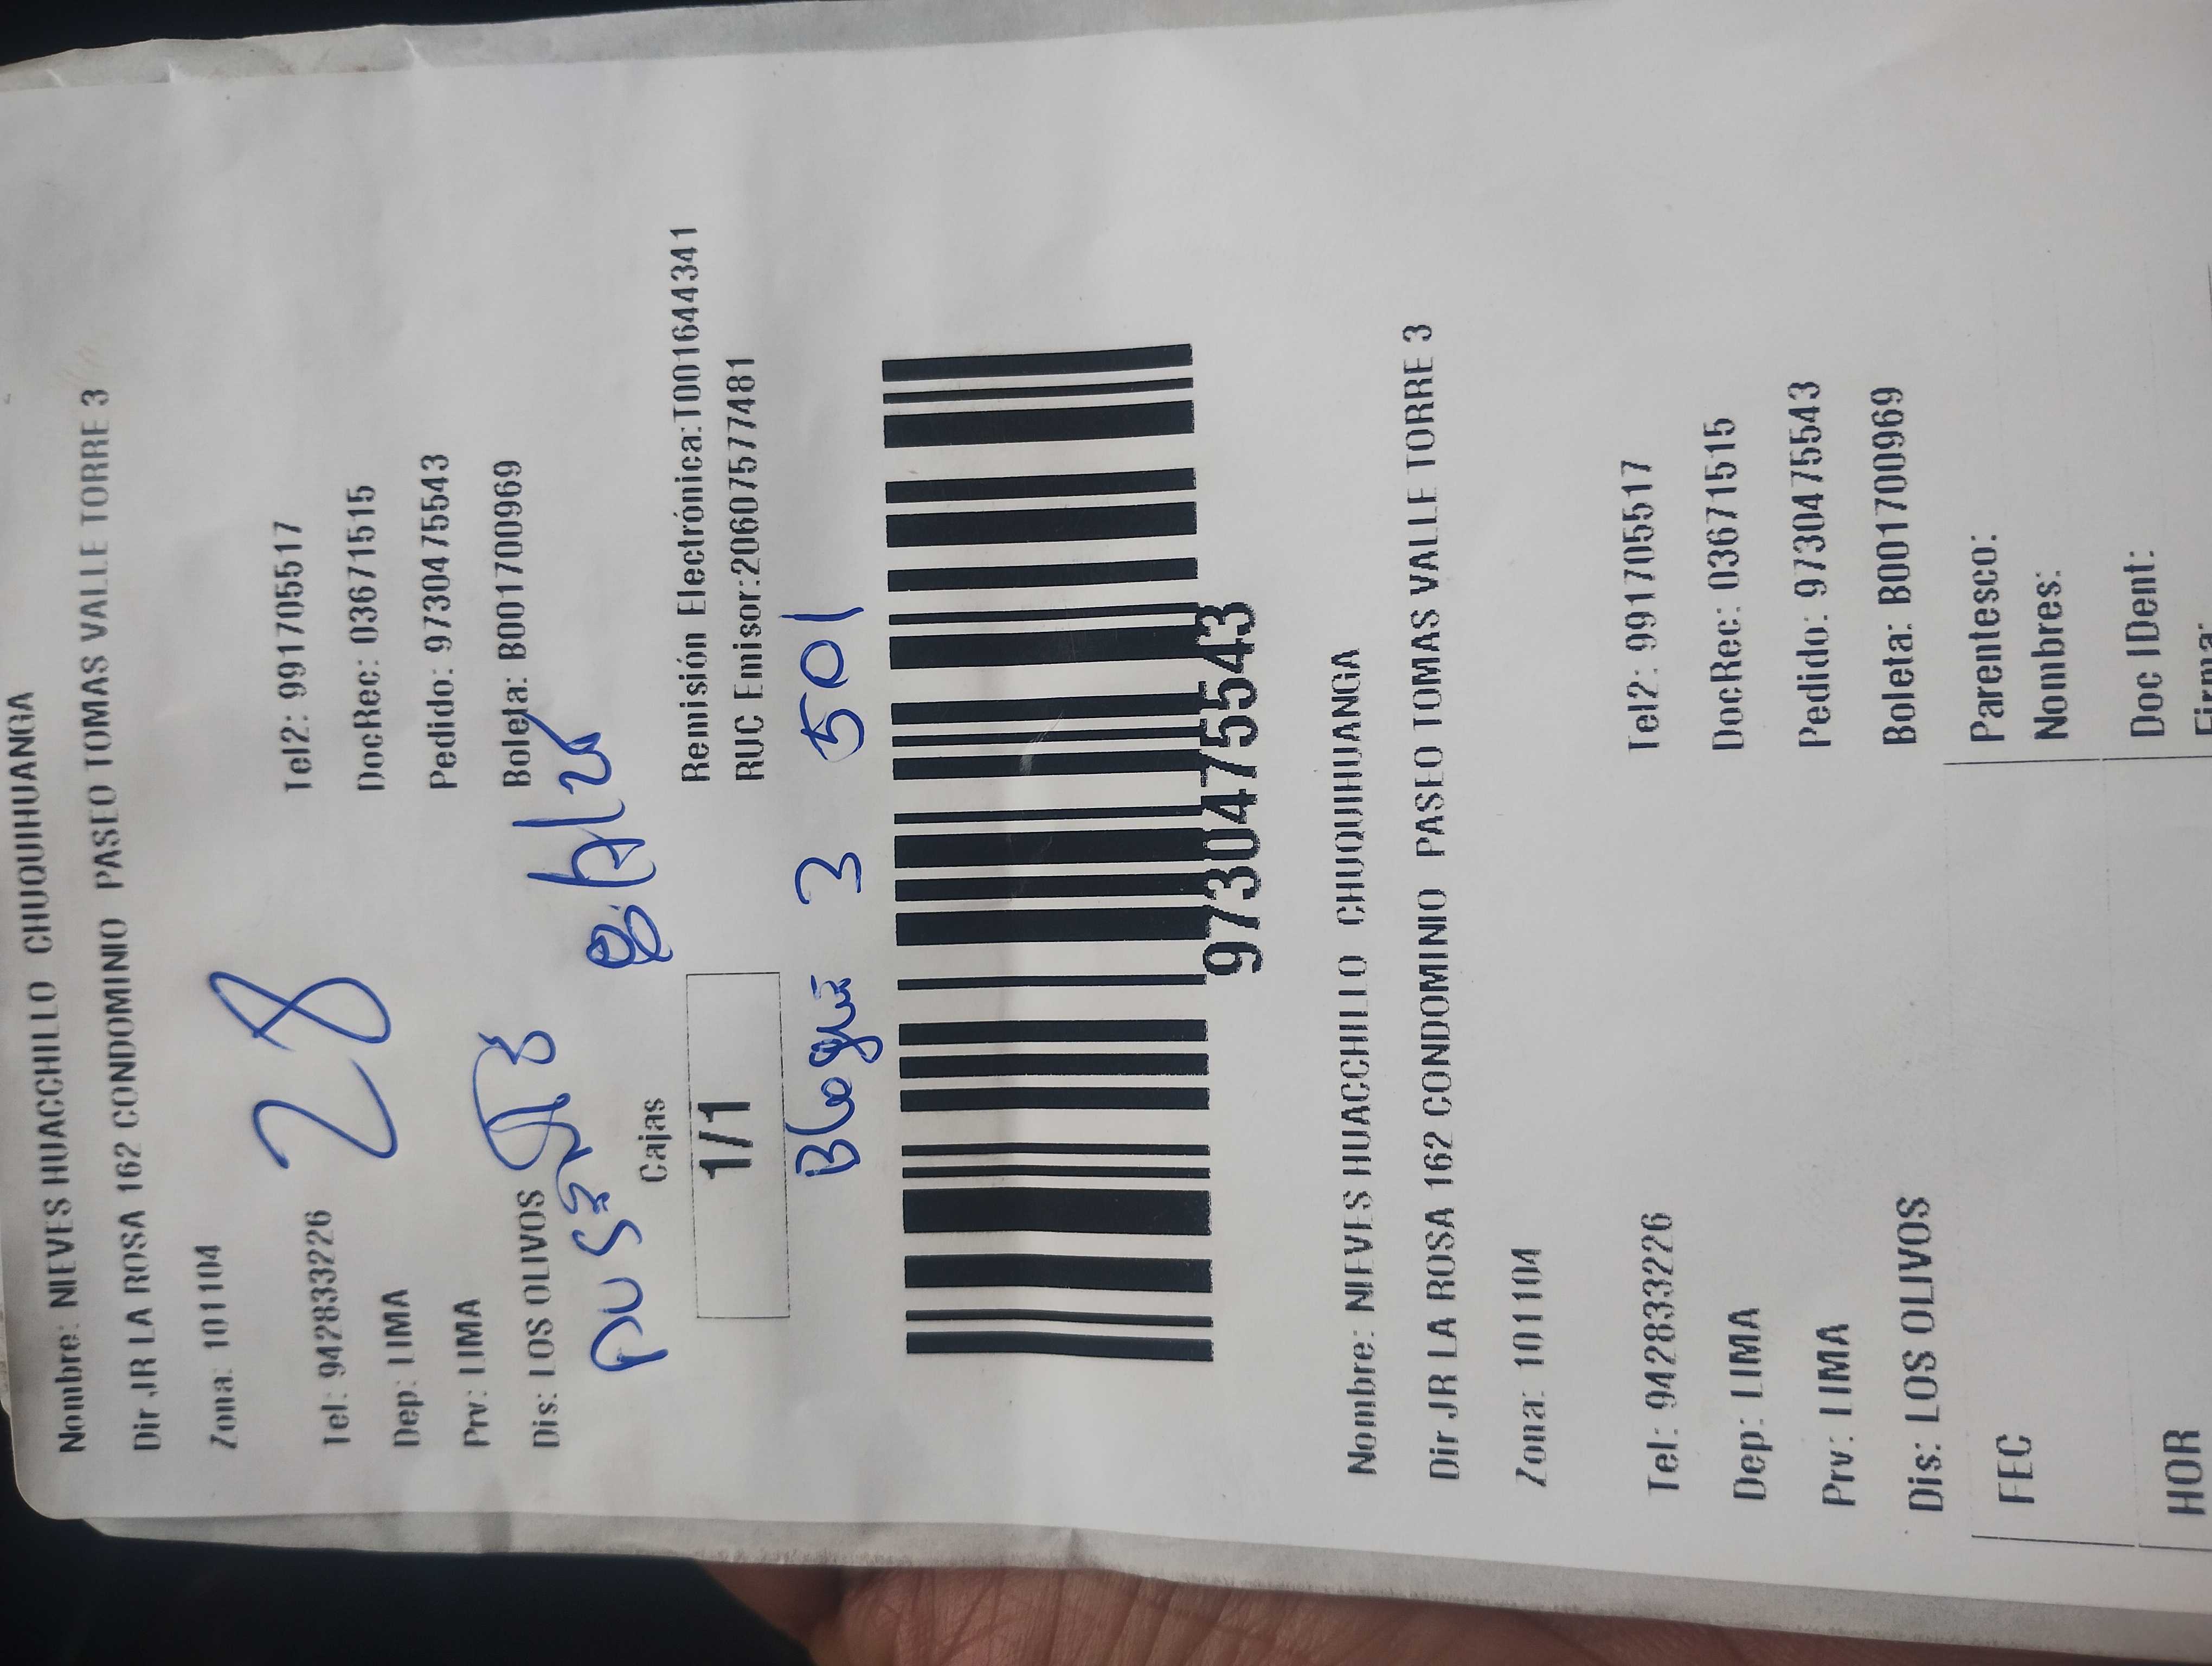 Nombre: NIEVES HUACCHILLO CHUQUIHUANGA
Dir JR LA ROSA 162 CONDOMINIO PASEO TOMAS VALLE TORRE 3
Zona: 101104
28
Tel: 942833226 Tel2: 991705517
Dep: LIMA DocRec: 03671515
Prv: LIMA Pedido: 97304755543
Dis: LOS OLIVOS Boleta: B001700969
Cajas
1/1
Remisión Electrónica:T001644341
RUC Emisor:20607577481
3 501
97304755543
Nombre: NIEVES HUACCHILLO CHUQUIHUANGA
Dir JR LA ROSA 162 CONDOMINIO PASEO TOMAS VALLE TORRE 3
Zona: 101104
Tel: 942833226 Tel2: 991705517
Dep: LIMA DocRec: 03671515
Prv: LIMA Pedido: 97304755543
Dis: LOS OLIVOS Boleta: B001700969
FEC Parentesco:
Nombres:
HOR Doc IDent:
Firma: